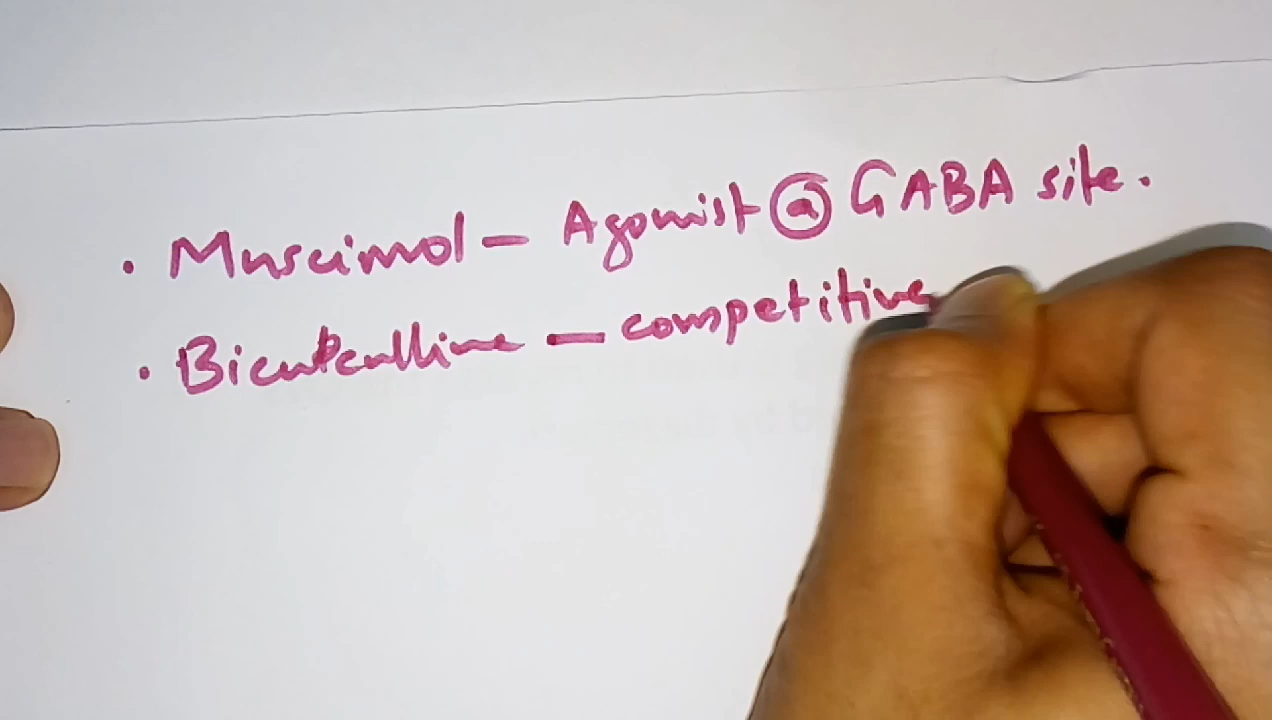 • Muscimol – Agonist @ GABA site.
• Bicuculline – competitive